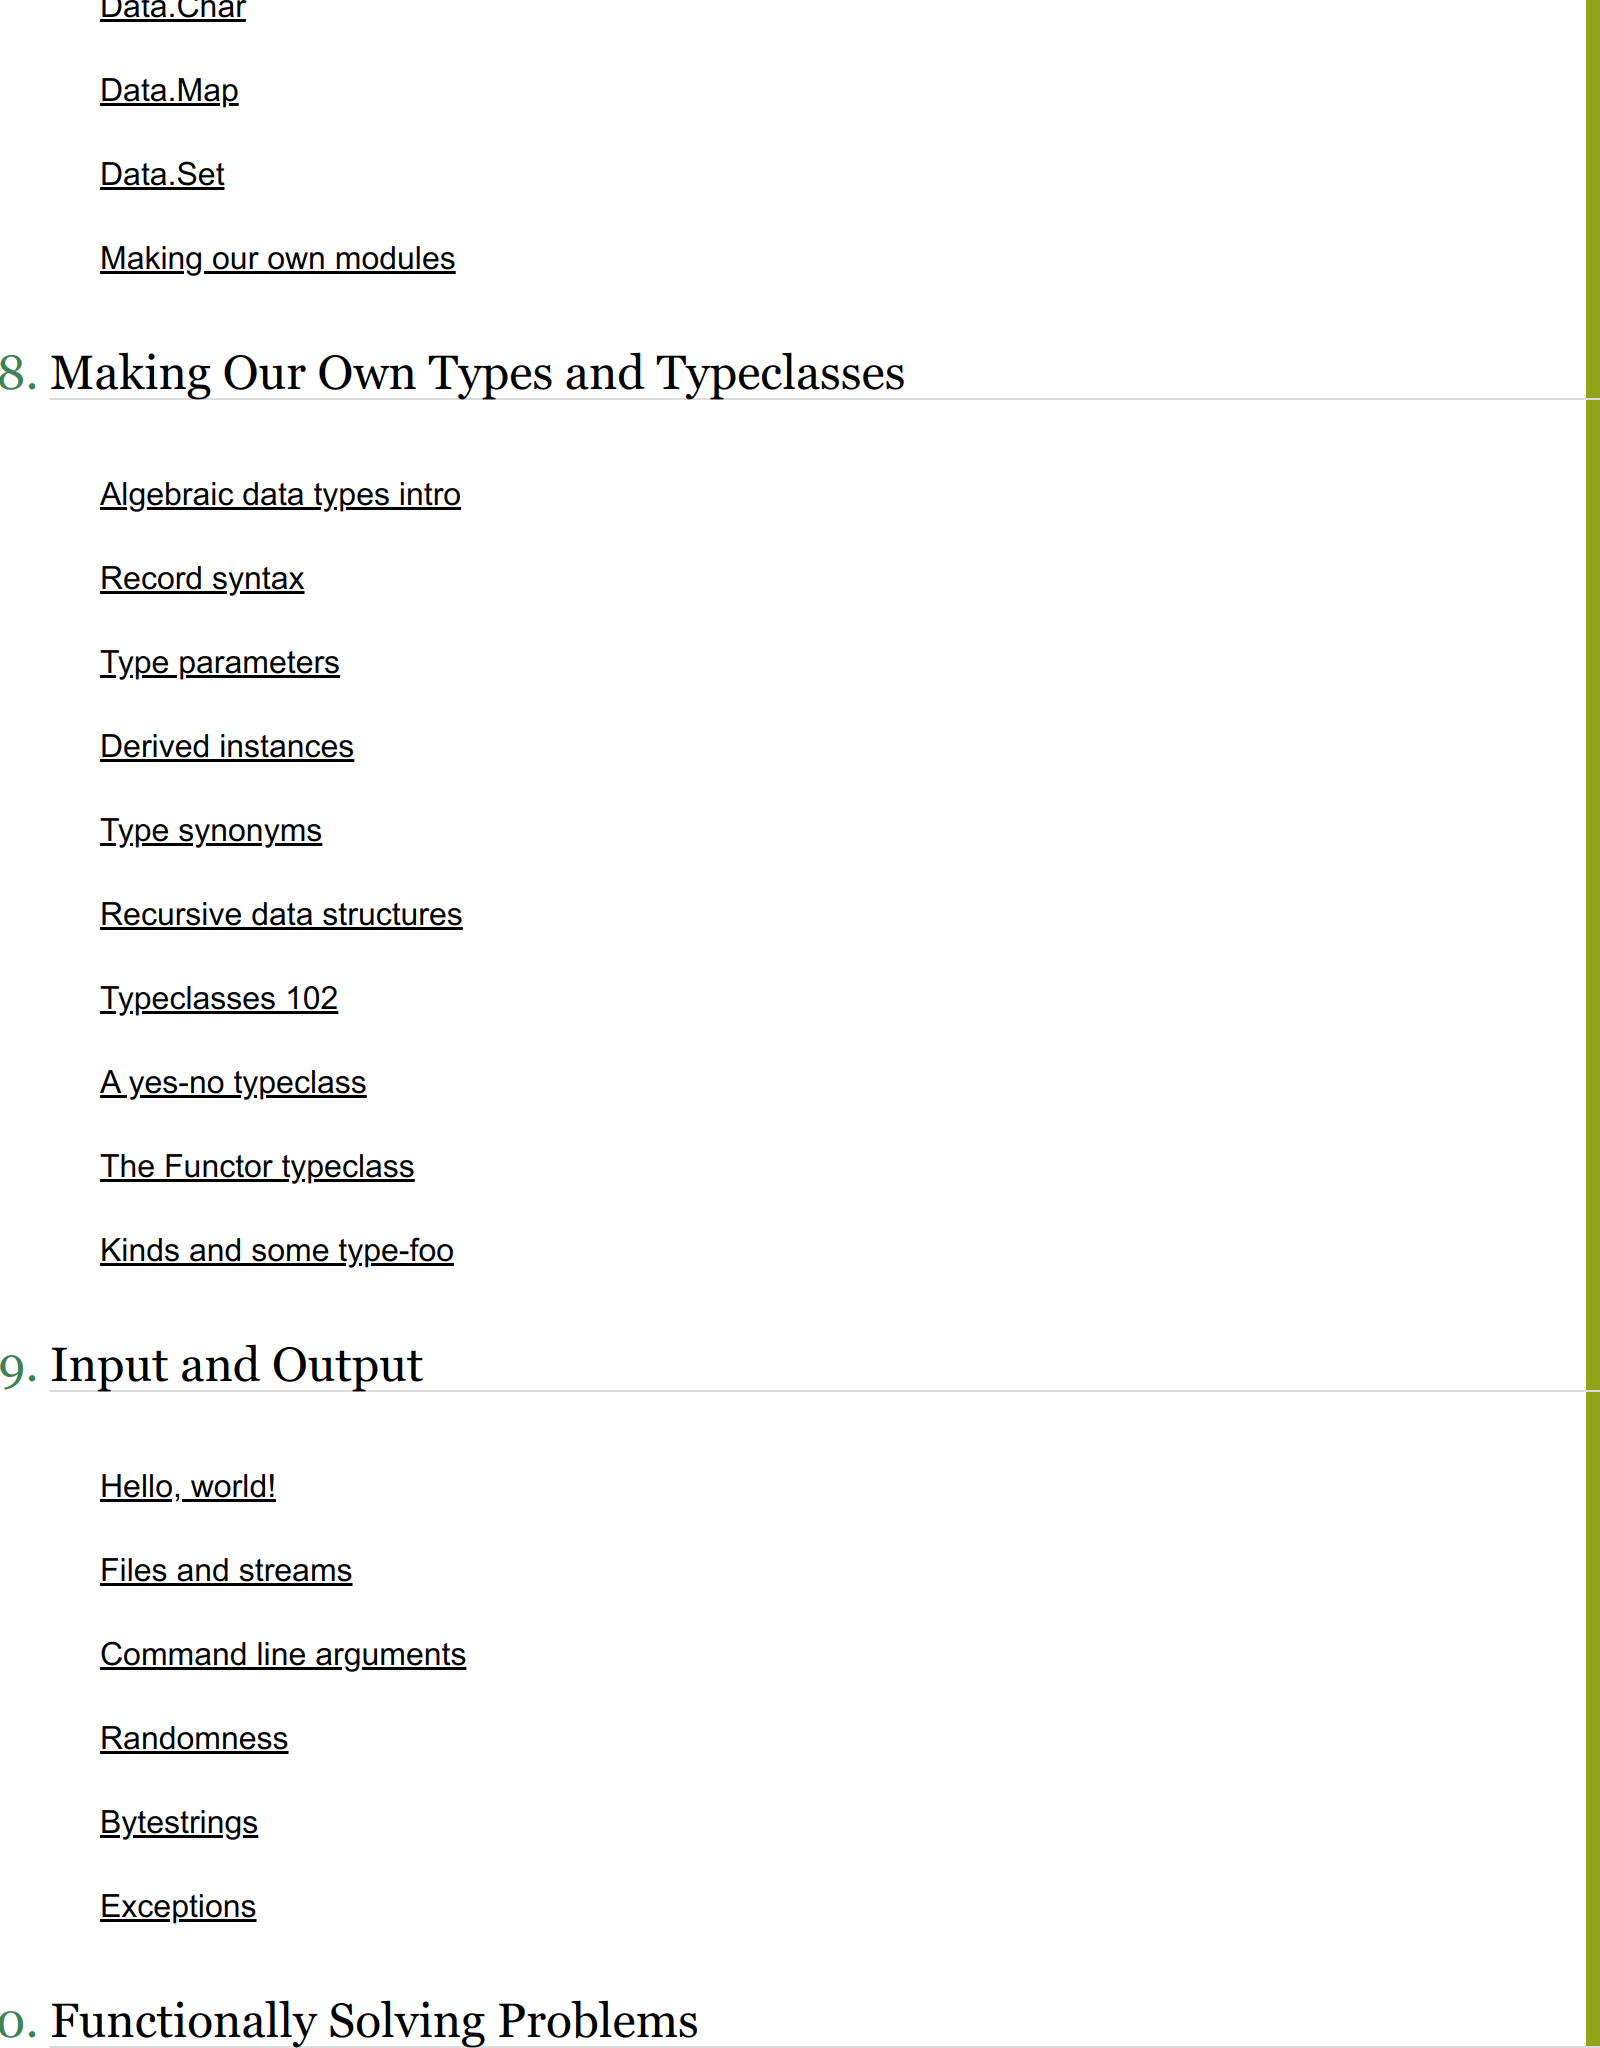 Data.Char
Data.Map
Data.Set
Making our own modules
8. Making Our Own Types and Typeclasses
Algebraic data types intro
Record syntax
Type parameters
Derived instances
Type synonyms
Recursive data structures
Typeclasses 102
A yes-no typeclass
The Functor typeclass
Kinds and some type-foo
9. Input and Output
Hello, world!
Files and streams
Command line arguments
Randomness
Bytestrings
Exceptions
0. Functionally Solving Problems